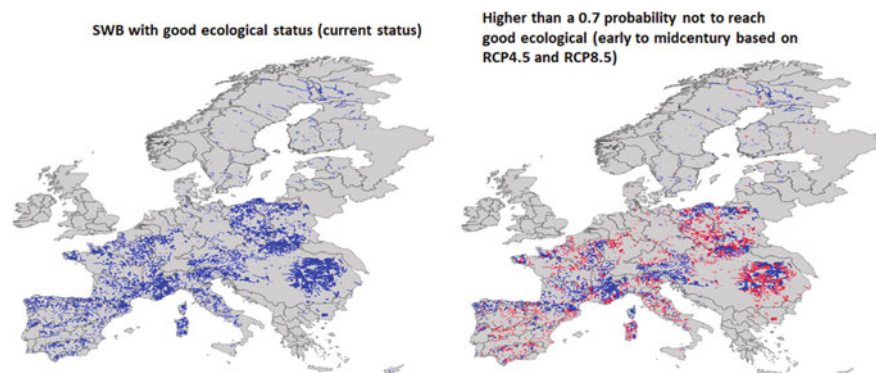 SWB with good ecological status (current status)
Higher than a 0.7 probability not to reach
good ecological (early to midcentury based on
RCP4.5 and RCP8.5)